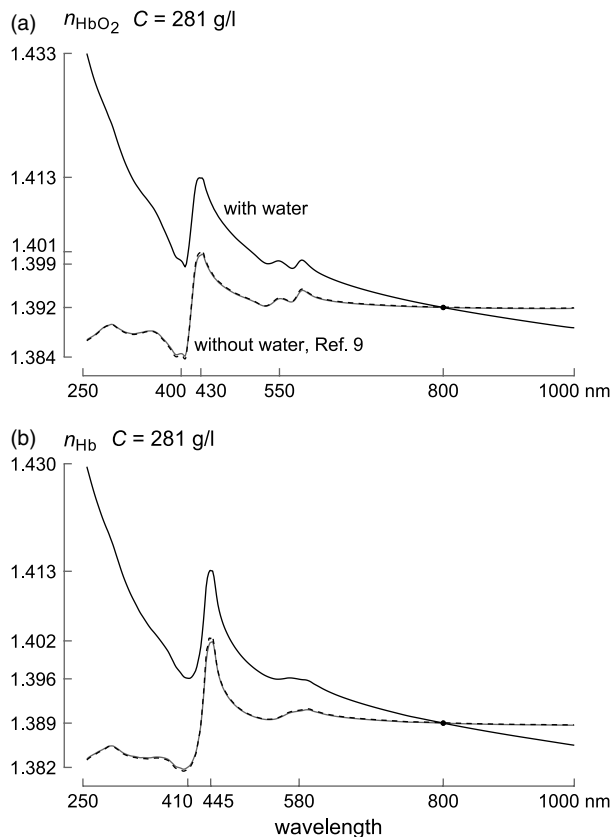 (a) nHbO2 C = 281 g/l
1.433
1.413
with water
1.401
1.399
1.392
without water, Ref. 9
1.384
250 400 430 550 800 1000 nm
(b) nHb C = 281 g/l
1.430
1.413
1.402
1.396
1.389
1.382
250 410 445 580 800 1000 nm
wavelength